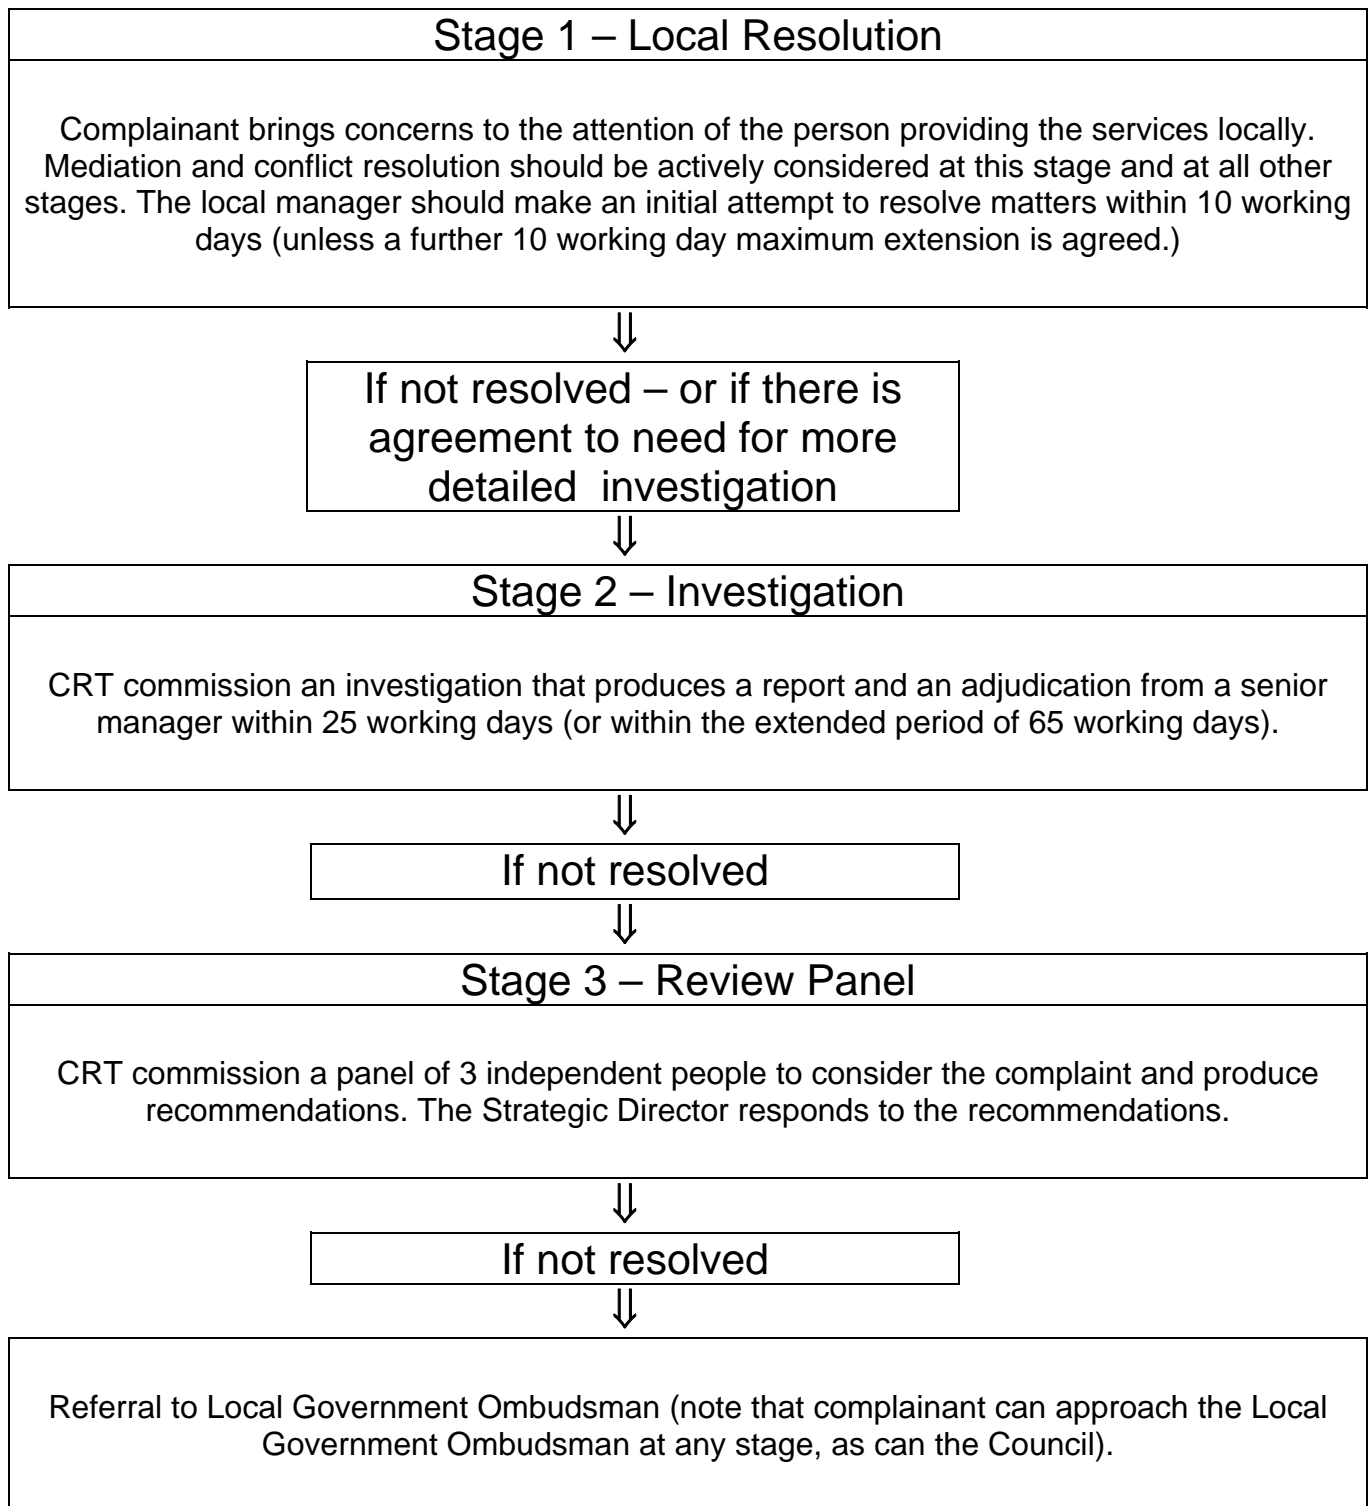 Stage 1 – Local Resolution
Complainant brings concerns to the attention of the person providing the services locally.
Mediation and conflict resolution should be actively considered at this stage and at all other
stages. The local manager should make an initial attempt to resolve matters within 10 working
days (unless a further 10 working day maximum extension is agreed.)
⇓
If not resolved – or if there is
agreement to need for more
detailed  investigation
⇓
Stage 2 – Investigation
CRT commission an investigation that produces a report and an adjudication from a senior
manager within 25 working days (or within the extended period of 65 working days).
⇓
If not resolved
⇓
Stage 3 – Review Panel
CRT commission a panel of 3 independent people to consider the complaint and produce
recommendations. The Strategic Director responds to the recommendations.
⇓
If not resolved
⇓
Referral to Local Government Ombudsman (note that complainant can approach the Local
Government Ombudsman at any stage, as can the Council).